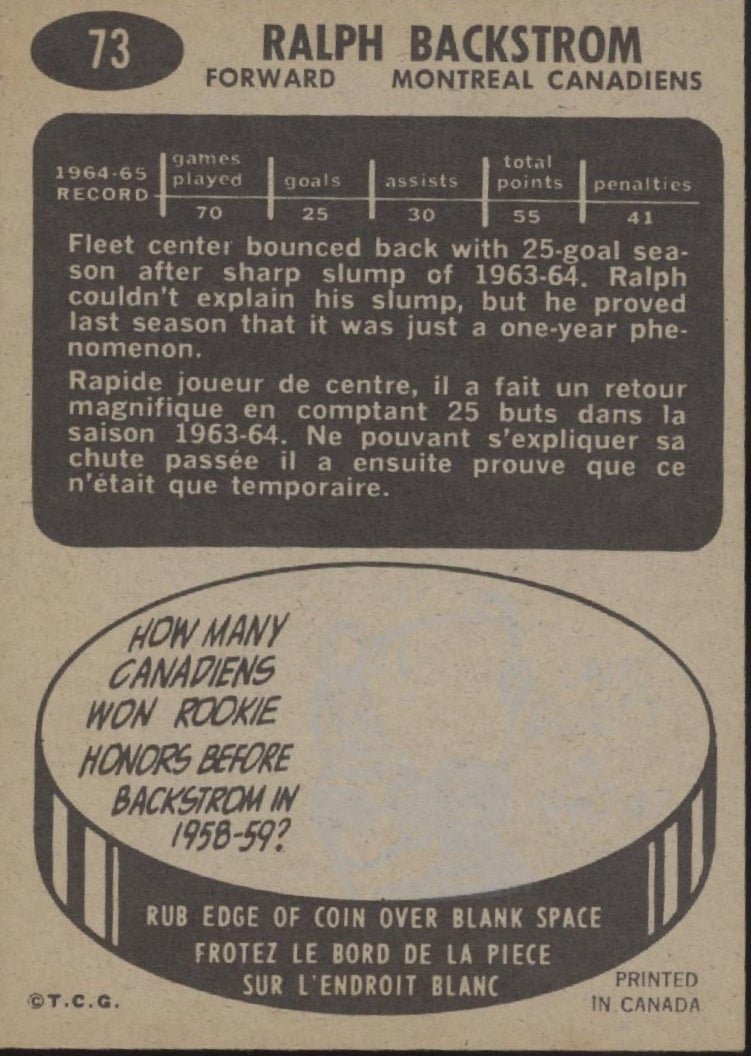 73
RALPH BACKSTROM
FORWARD MONTREAL CANADIENS
1964-65 RECORD games played goals assists total points penalties
70 25 30 55 41
Fleet center bounced back with 25-goal sea-
son after sharp slump of 1963-64. Ralph
couldn't explain his slump, but he proved
last season that it was just a one-year phe-
nomenon.
Rapide joueur de centre, il a fait un retour
magnifique en comptant 25 buts dans la
saison 1963-64. Ne pouvant s'expliquer sa
chute passée il a ensuite prouve que ce
n'était que temporaire.
HOW MANY
CANADIENS
WON ROOKIE
HONORS BEFORE
BACKSTROM IN
1958-59?
RUB EDGE OF COIN OVER BLANK SPACE
FROTEZ LE BORD DE LA PIECE
SUR L'ENDROIT BLANC
©T.C.G.
PRINTED
IN CANADA